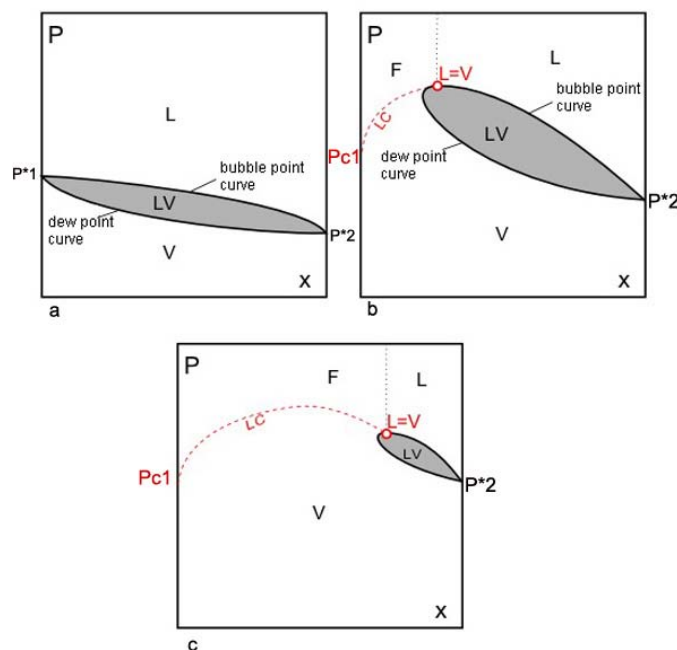 P
L
P*1
bubble point
curve
LV
dew point
curve
P*2
V
x
a
P
F
L=V
L
bubble point
curve
LC
LV
Pc1
dew point
curve
P*2
V
x
b
P
F
L
LC
L=V
LV
Pc1
P*2
V
x
c